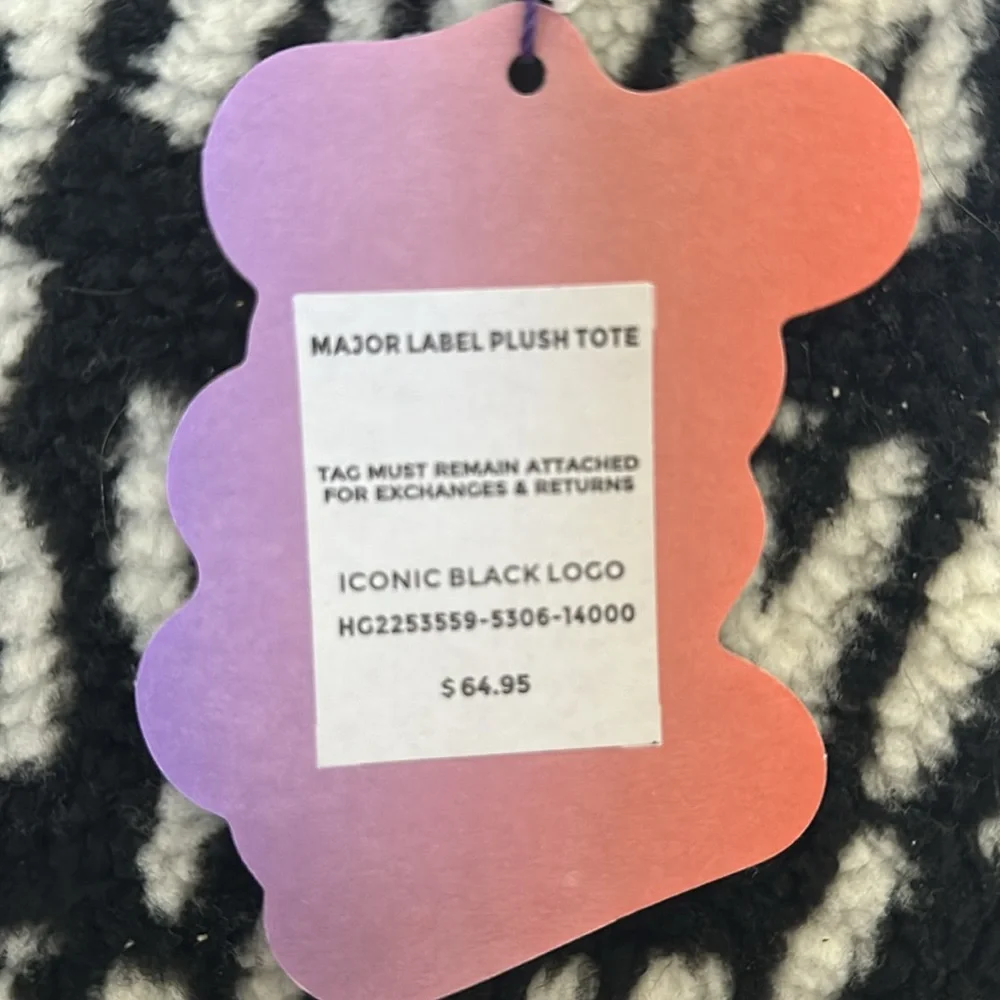 MAJOR LABEL PLUSH TOTE
TAG MUST REMAIN ATTACHED
FOR EXCHANGES & RETURNS
ICONIC BLACK LOGO
HG2253559-5306-14000
$64.95